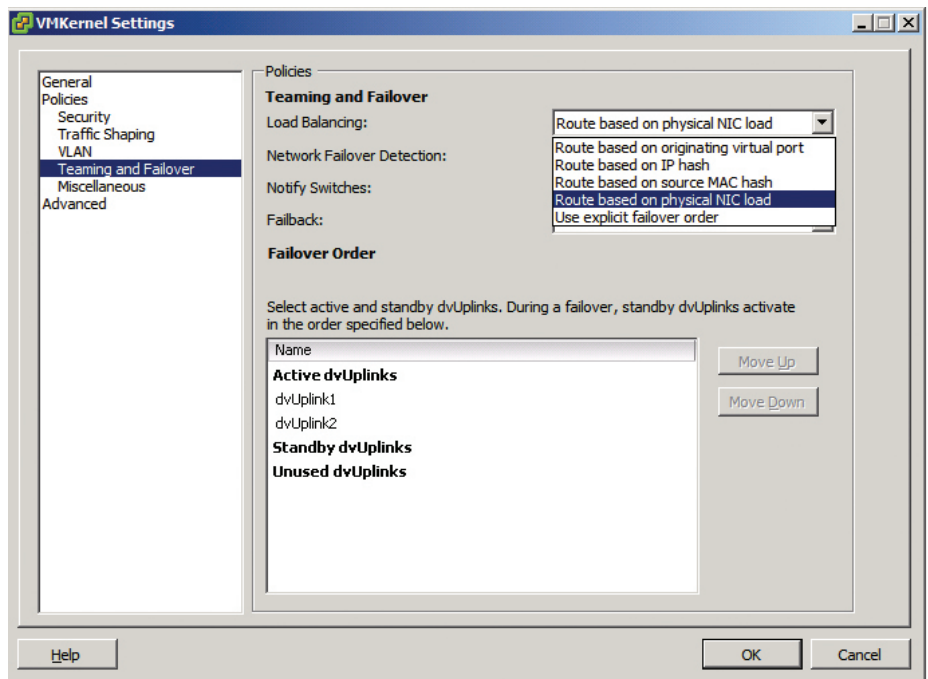 VMKernel Settings
General
Policies
Security
Traffic Shaping
VLAN
Teaming and Failover
Miscellaneous
Advanced
Policies
Teaming and Failover
Load Balancing:
Route based on physical NIC load
Route based on originating virtual port
Route based on IP hash
Route based on source MAC hash
Route based on physical NIC load
Use explicit failover order
Network Failover Detection:
Notify Switches:
Failback:
Failover Order
Select active and standby dvUplinks. During a failover, standby dvUplinks activate
in the order specified below.
Name
Active dvUplinks
dvUplink1
dvUplink2
Standby dvUplinks
Unused dvUplinks
Move Up
Move Down
Help
OK
Cancel